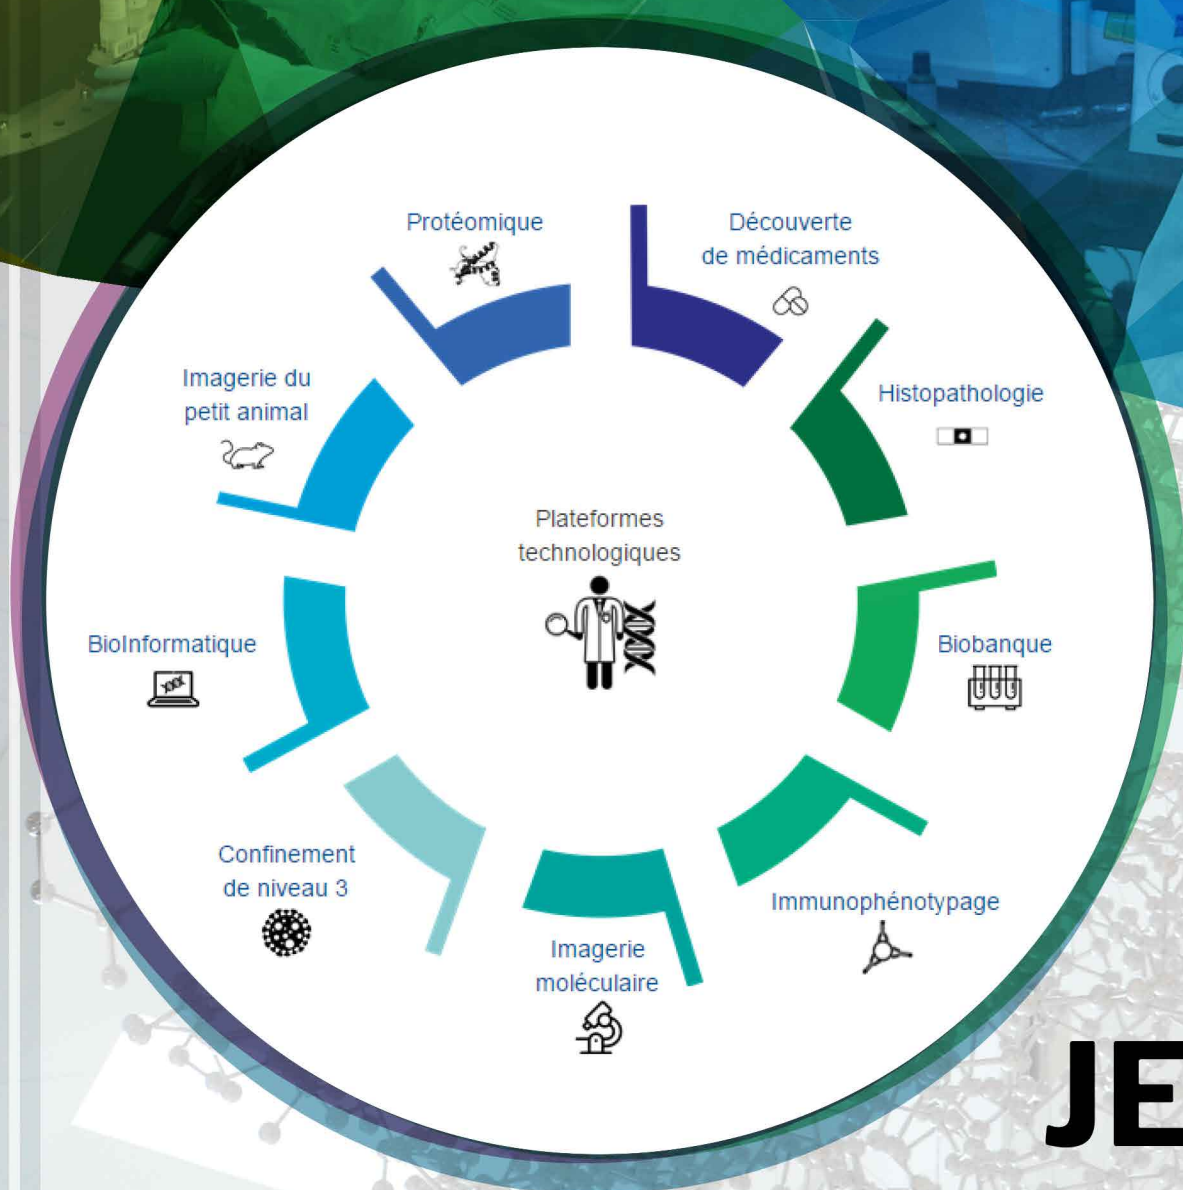 Protéomique
Découverte
de médicaments
Imagerie du
petit animal
Histopathologie
Plateformes
technologiques
BioInformatique
Biobanque
Confinement
de niveau 3
Immunophénotypage
Imagerie
moléculaire
JE